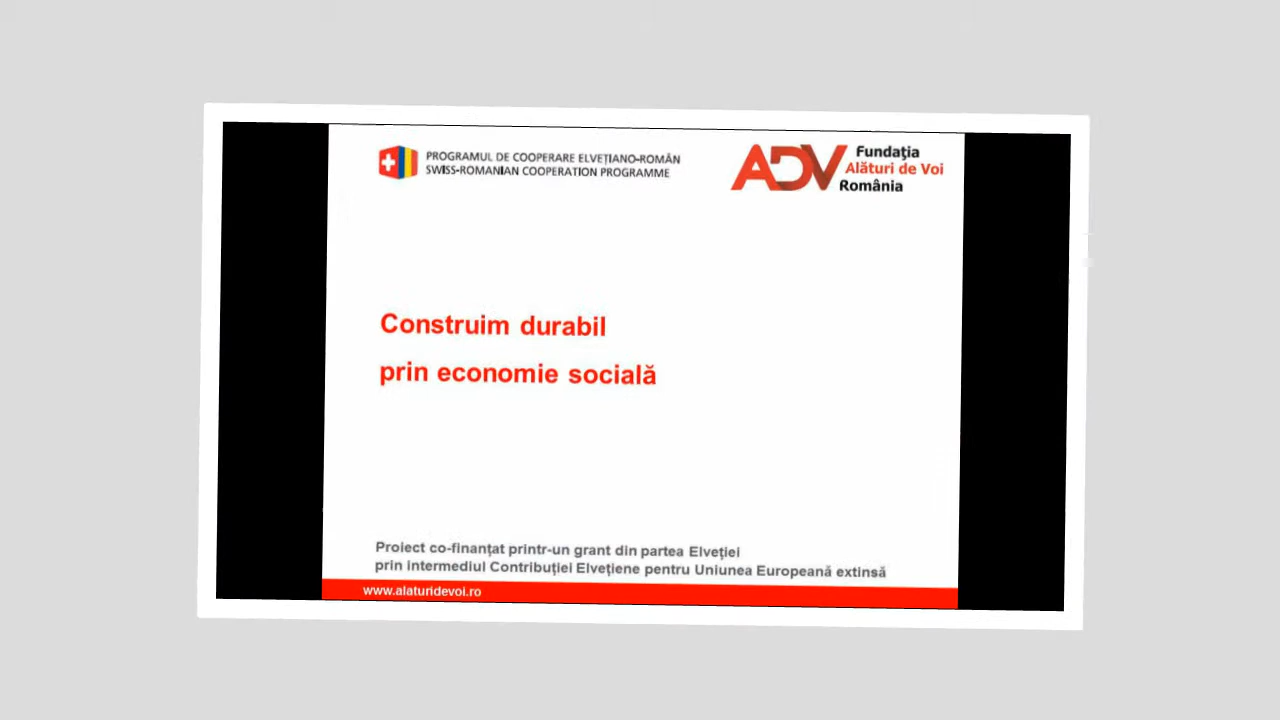 PROGRAMUL DE COOPERARE ELVEȚIANO-ROMÂN
SWISS-ROMANIAN COOPERATION PROGRAMME
ADV
Fundaţia
Alături de Voi
România
Construim durabil
prin economie socială
Proiect co-finanțat printr-un grant din partea Elveției
prin intermediul Contribuției Elvețiene pentru Uniunea Europeană extinsă
www.alaturidevoi.ro